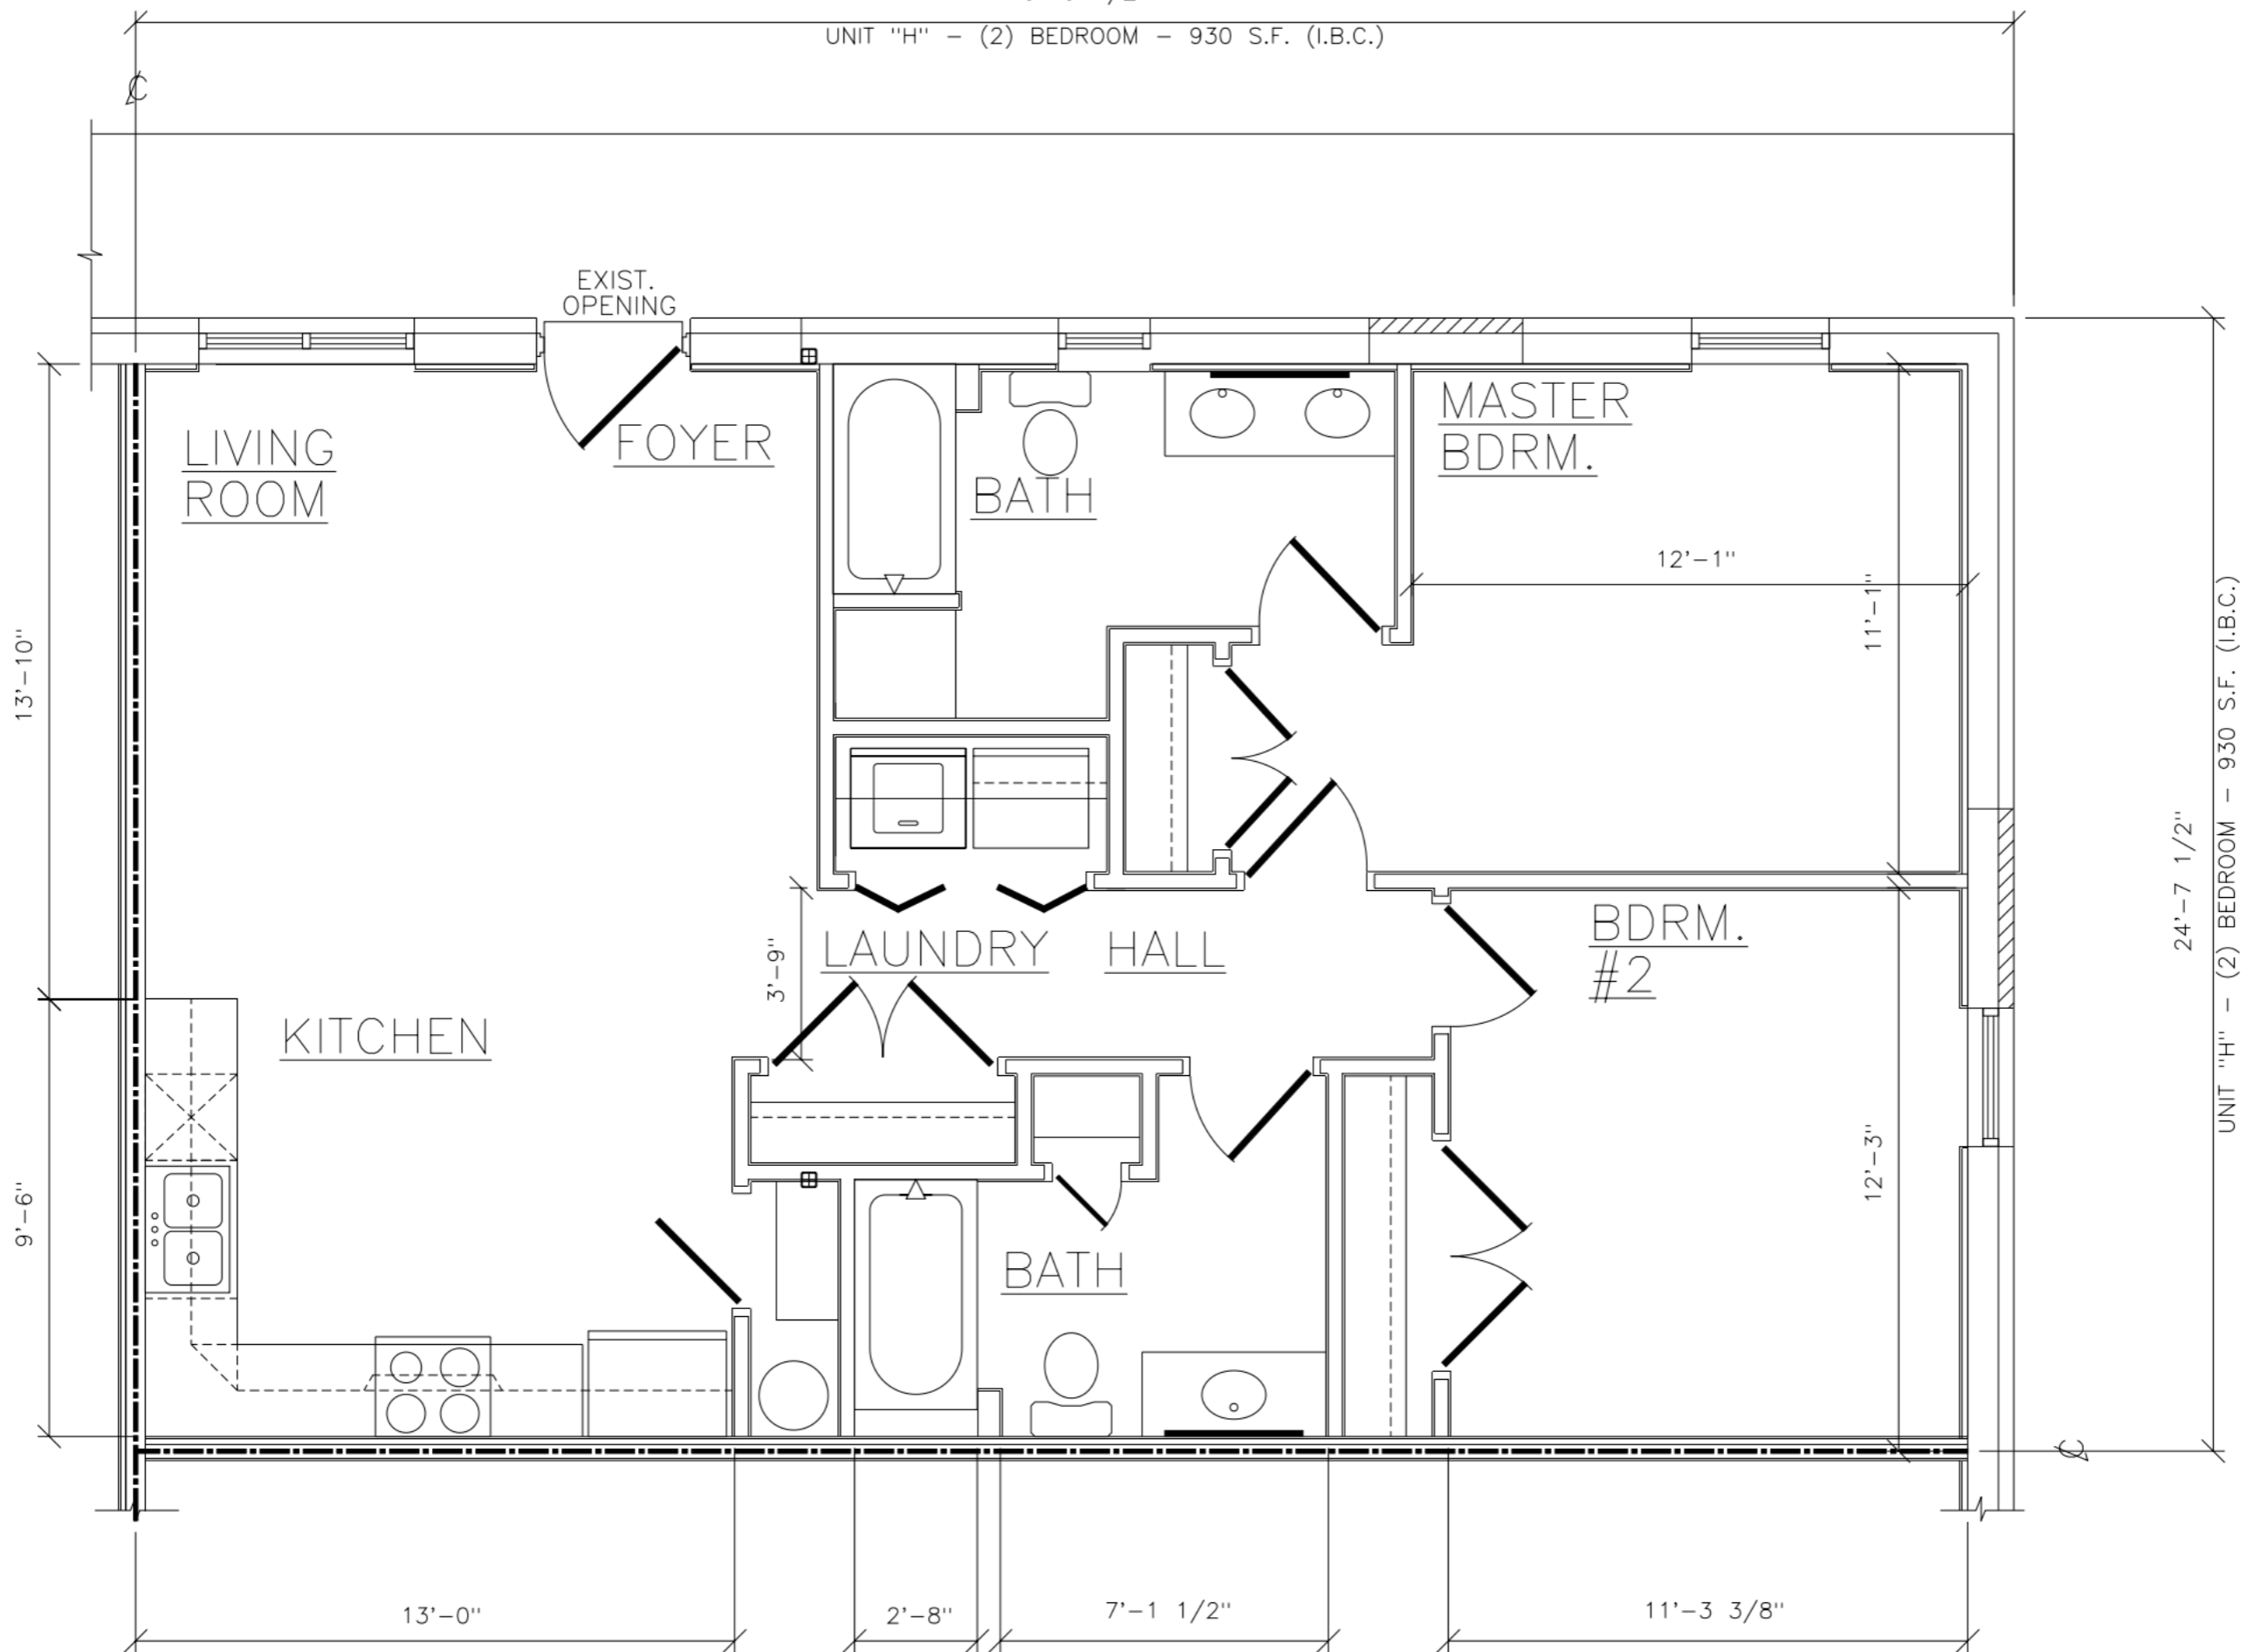 UNIT "H" - (2) BEDROOM - 930 S.F. (I.B.C.)
EXIST.
OPENING
LIVING
ROOM
FOYER
BATH
MASTER
BDRM.
12'-1"
11'-1"
13'-10"
24'-7 1/2"
UNIT "H" - (2) BEDROOM - 930 S.F. (I.B.C.)
LAUNDRY
HALL
BDRM.
#2
3'-9"
KITCHEN
9'-6"
12'-3"
BATH
13'-0"
2'-8"
7'-1 1/2"
11'-3 3/8"